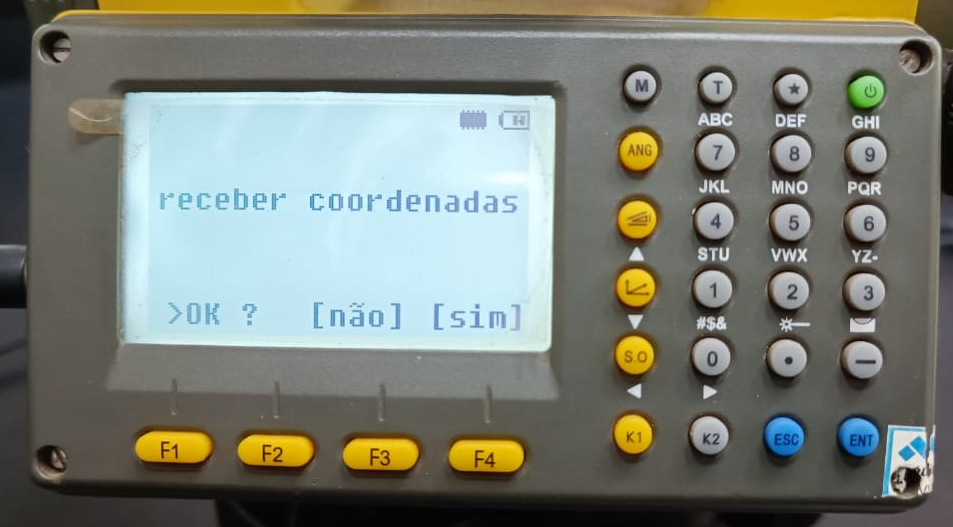 receber coordenadas
>OK ? [não] [sim]
F1 F2 F3 F4
M T ★
ABC DEF GHI
ANG 7 8 9
JKL MNO PQR
4 5 6
STU VWX YZ-
1 2 3
#$&
S.O 0 • —
K1 K2 ESC ENT